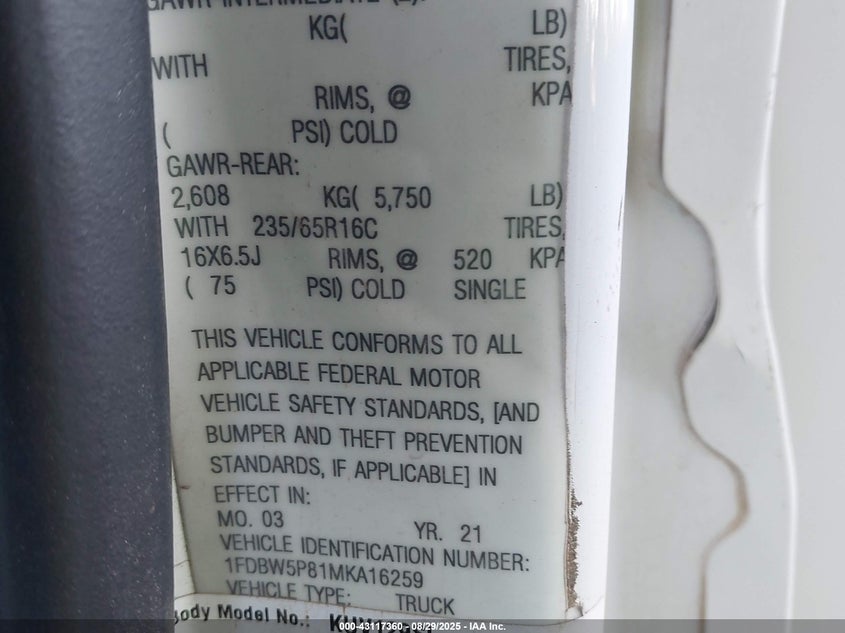 GAWR-INTERMEDIATE (2):
KG( LB)
WITH TIRES,
RIMS, @ KPA
( PSI) COLD
GAWR-REAR:
2,608 KG( 5,750 LB)
WITH 235/65R16C TIRES,
16X6.5J RIMS, @ 520 KPA
( 75 PSI) COLD SINGLE
THIS VEHICLE CONFORMS TO ALL
APPLICABLE FEDERAL MOTOR
VEHICLE SAFETY STANDARDS, [AND
BUMPER AND THEFT PREVENTION
STANDARDS, IF APPLICABLE] IN
EFFECT IN:
MO. 03 YR. 21
VEHICLE IDENTIFICATION NUMBER:
1FDBW5P81MKA16259
VEHICLE TYPE: TRUCK
Body Model No.:
000-43117360 - 08/29/2025 - IAA Inc.